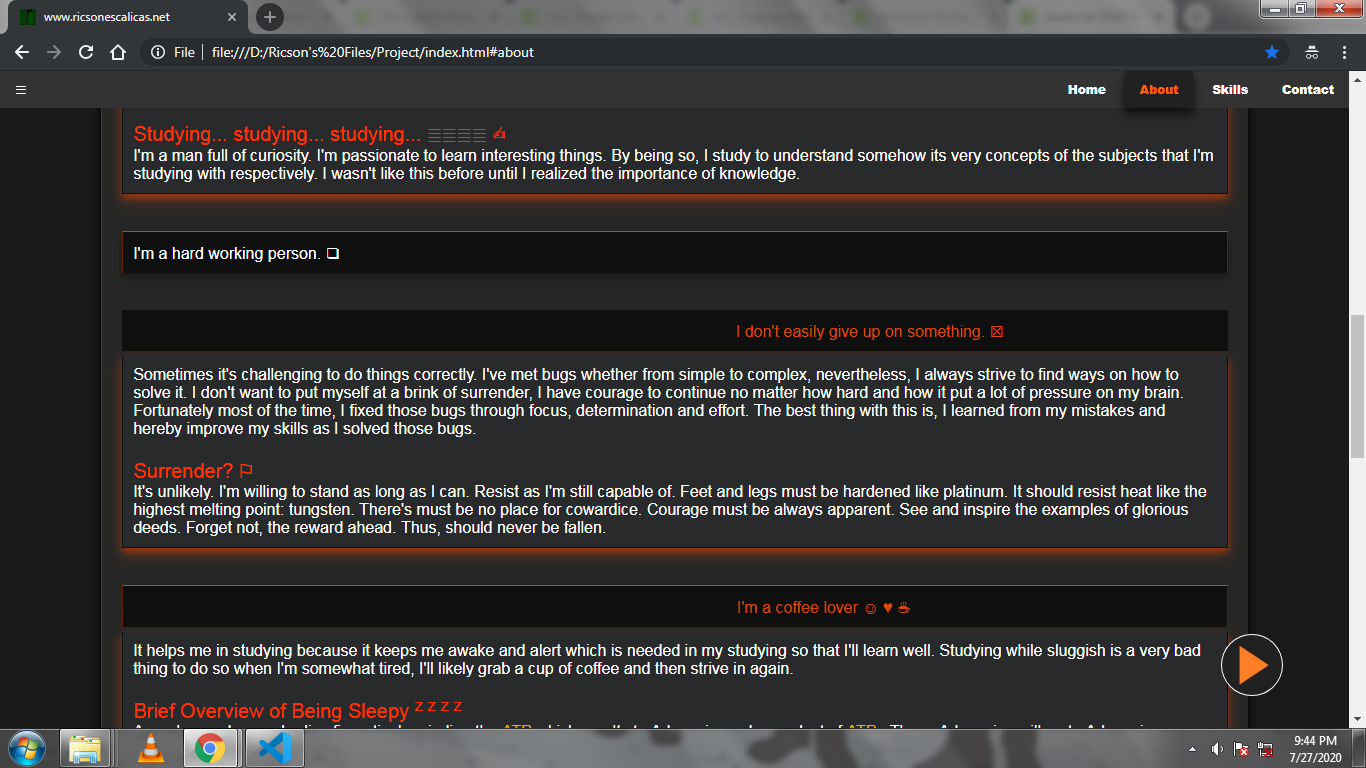 www.ricsonescalicas.net
File
file:///D:/Ricson's%20Files/Project/index.html#about
Home About Skills Contact
Studying... studying... studying... 𝌆𝌆𝌆𝌆 ✍
I'm a man full of curiosity. I'm passionate to learn interesting things. By being so, I study to understand somehow its very concepts of the subjects that I'm
studying with respectively. I wasn't like this before until I realized the importance of knowledge.
I'm a hard working person. ❏
I don't easily give up on something. ☒
Sometimes it's challenging to do things correctly. I've met bugs whether from simple to complex, nevertheless, I always strive to find ways on how to
solve it. I don't want to put myself at a brink of surrender, I have courage to continue no matter how hard and how it put a lot of pressure on my brain.
Fortunately most of the time, I fixed those bugs through focus, determination and effort. The best thing with this is, I learned from my mistakes and
hereby improve my skills as I solved those bugs.
Surrender? ⚐
It's unlikely. I'm willing to stand as long as I can. Resist as I'm still capable of. Feet and legs must be hardened like platinum. It should resist heat like the
highest melting point: tungsten. There's must be no place for cowardice. Courage must be always apparent. See and inspire the examples of glorious
deeds. Forget not, the reward ahead. Thus, should never be fallen.
I'm a coffee lover ☺ ♥ ☕
It helps me in studying because it keeps me awake and alert which is needed in my studying so that I'll learn well. Studying while sluggish is a very bad
thing to do so when I'm somewhat tired, I'll likely grab a cup of coffee and then strive in again.
Brief Overview of Being Sleepy z z z z
9:44 PM
7/27/2020